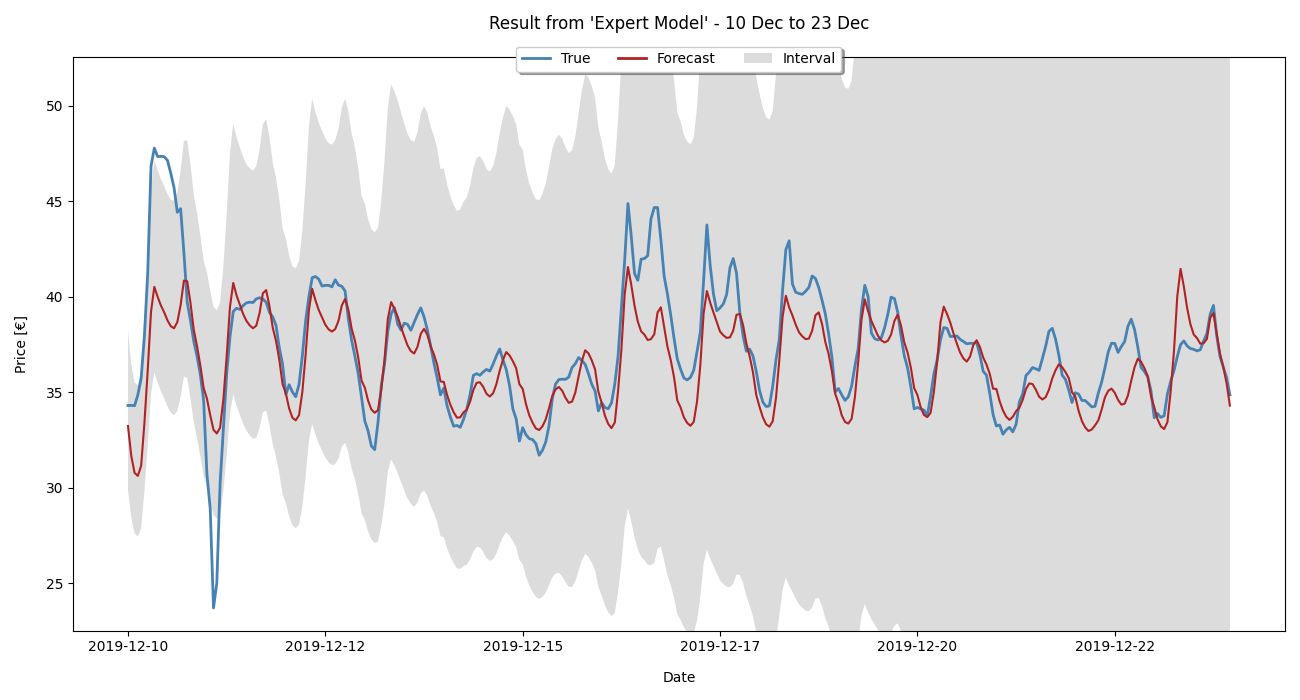 Result from 'Expert Model' - 10 Dec to 23 Dec
True Forecast Interval
Price [€]
50
45
40
35
30
25
2019-12-10 2019-12-12 2019-12-15 2019-12-17 2019-12-20 2019-12-22
Date